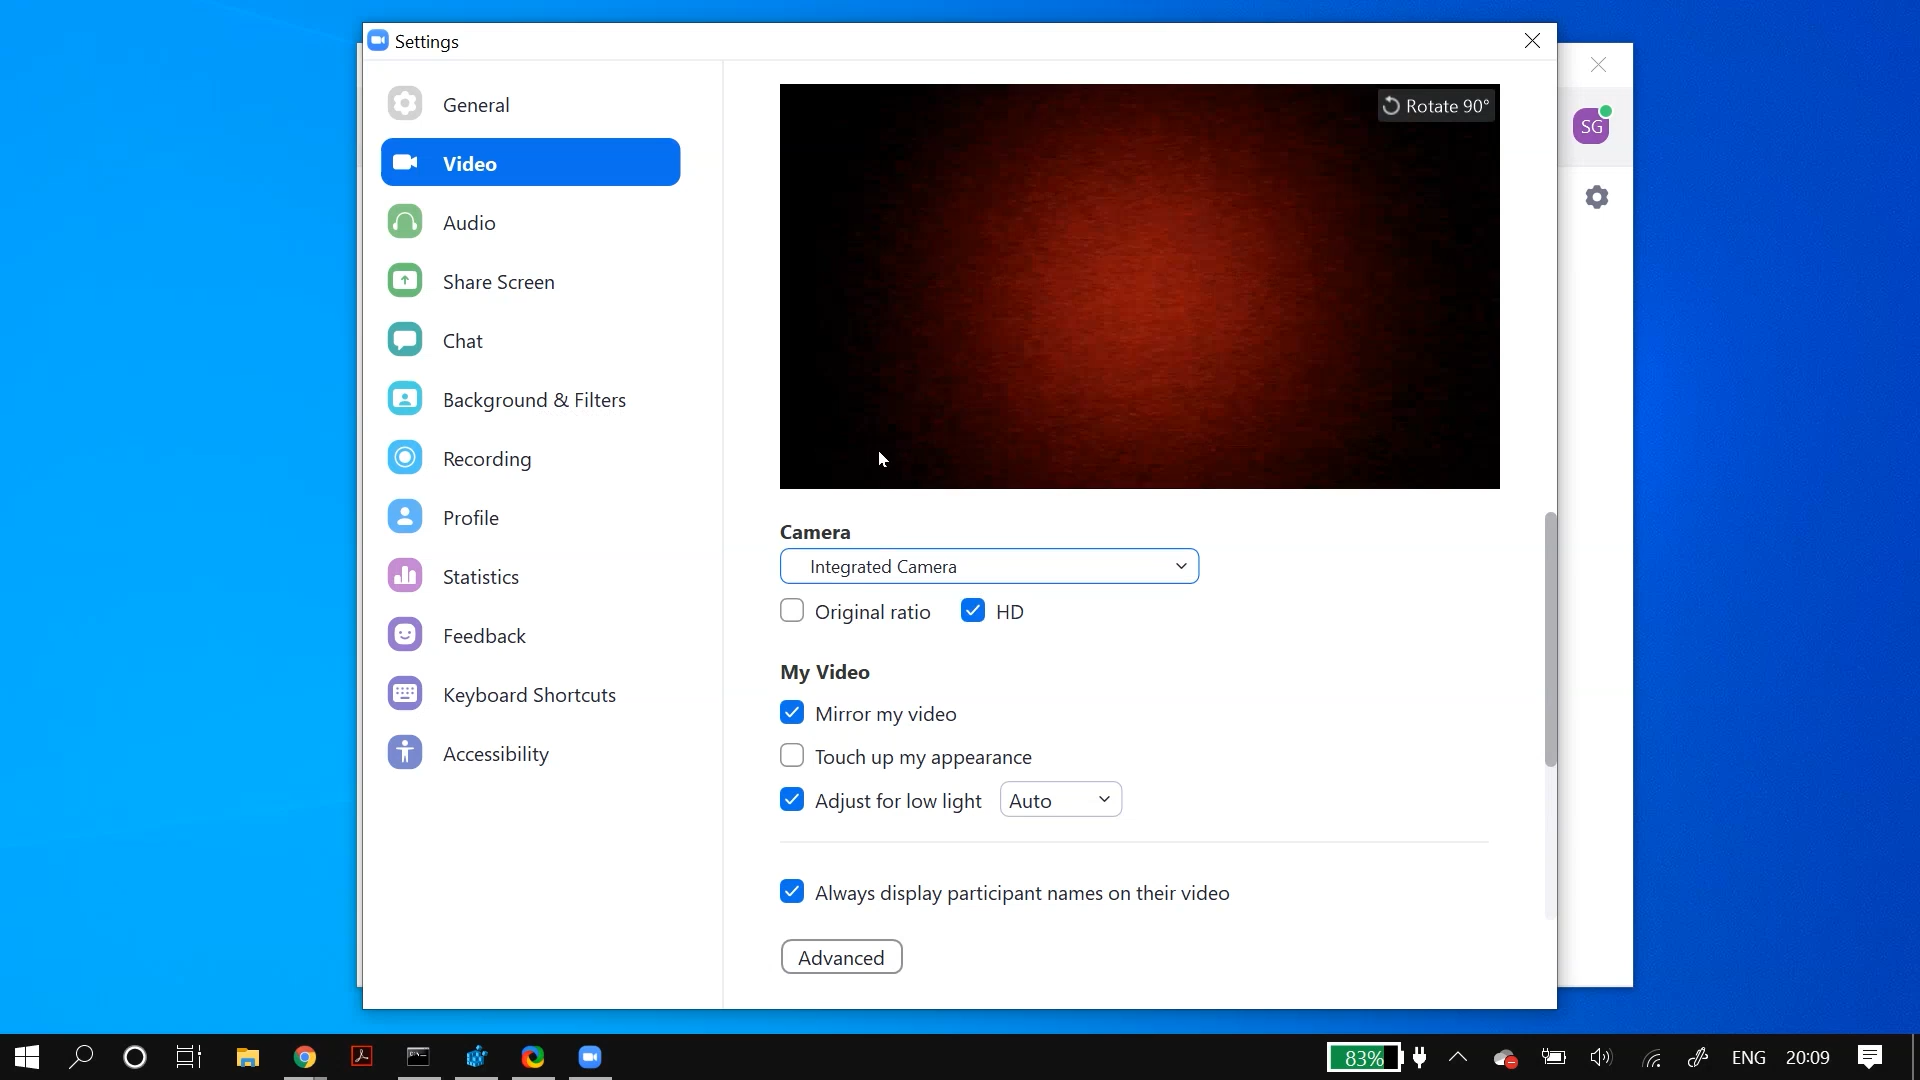 Settings
General
Video
Audio
Share Screen
Chat
Background & Filters
Recording
Profile
Statistics
Feedback
Keyboard Shortcuts
Accessibility
Rotate 90°
Camera
Integrated Camera
Original ratio HD
My Video
Mirror my video
Touch up my appearance
Adjust for low light Auto
Always display participant names on their video
Advanced
SG
83% ENG 20:09